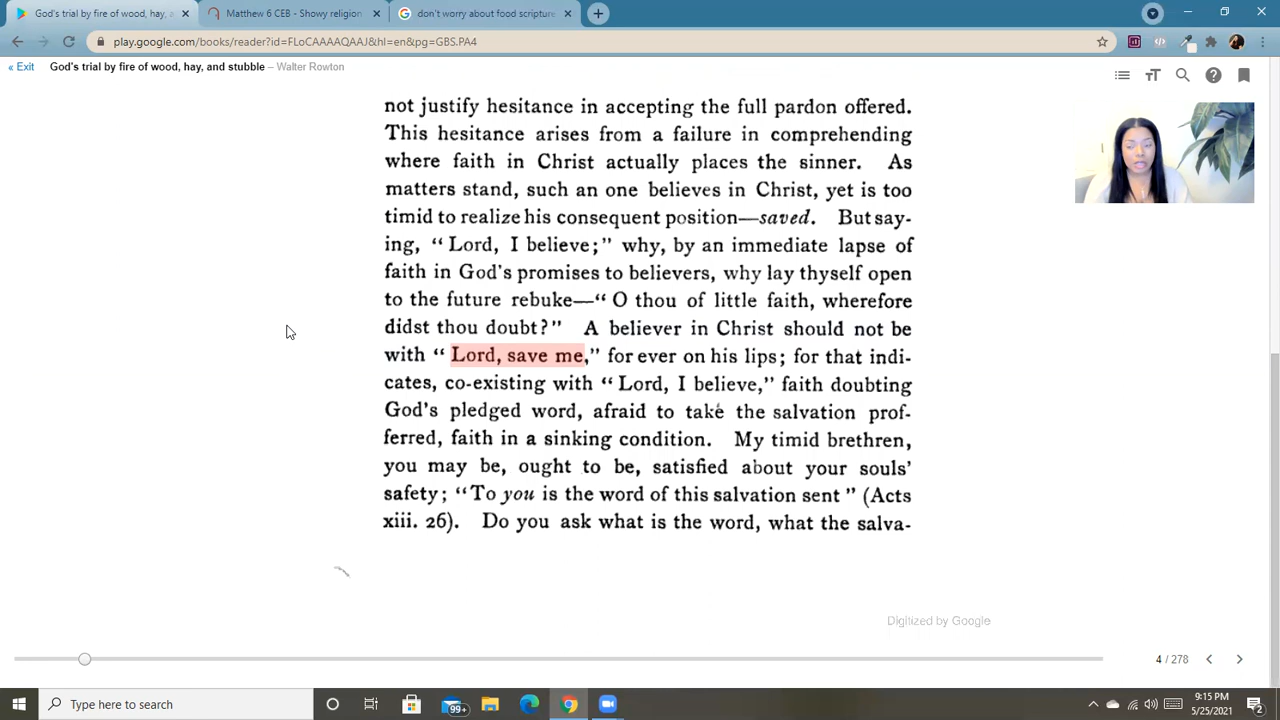 God's trial by fire of wood, hay, a
Matthew 6 CEB - Showy religion
don't worry about food scripture
play.google.com/books/reader?id=FLoCAAAAQAAJ&hl=en&pg=GBS.PA4
« Exit God's trial by fire of wood, hay, and stubble – Walter Rowton
not justify hesitance in accepting the full pardon offered.
This hesitance arises from a failure in comprehending
where faith in Christ actually places the sinner. As
matters stand, such an one believes in Christ, yet is too
timid to realize his consequent position—saved. But say-
ing, “Lord, I believe;” why, by an immediate lapse of
faith in God's promises to believers, why lay thyself open
to the future rebuke—“O thou of little faith, wherefore
didst thou doubt?” A believer in Christ should not be
with “Lord, save me,” for ever on his lips; for that indi-
cates, co-existing with “Lord, I believe,” faith doubting
God's pledged word, afraid to take the salvation prof-
ferred, faith in a sinking condition. My timid brethren,
you may be, ought to be, satisfied about your souls'
safety; “To you is the word of this salvation sent” (Acts
xiii. 26). Do you ask what is the word, what the salva-
Digitized by Google
4 / 278
Type here to search
99+
9:15 PM
5/25/2021
2